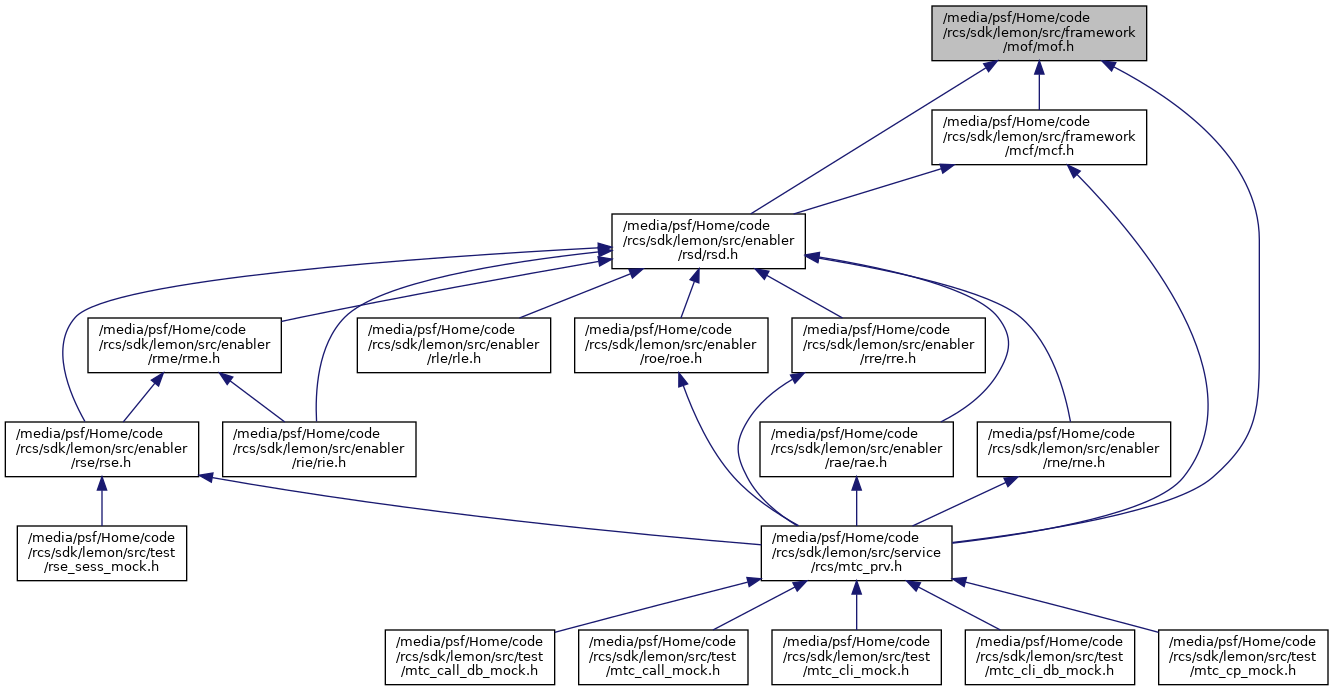 /media/psf/Home/code
/rcs/sdk/lemon/src/framework
/mof/mof.h
/media/psf/Home/code
/rcs/sdk/lemon/src/framework
/mcf/mcf.h
/media/psf/Home/code
/rcs/sdk/lemon/src/enabler
/rsd/rsd.h
/media/psf/Home/code
/rcs/sdk/lemon/src/enabler
/rme/rme.h
/media/psf/Home/code
/rcs/sdk/lemon/src/enabler
/rle/rle.h
/media/psf/Home/code
/rcs/sdk/lemon/src/enabler
/roe/roe.h
/media/psf/Home/code
/rcs/sdk/lemon/src/enabler
/rre/rre.h
/media/psf/Home/code
/rcs/sdk/lemon/src/enabler
/rse/rse.h
/media/psf/Home/code
/rcs/sdk/lemon/src/enabler
/rie/rie.h
/media/psf/Home/code
/rcs/sdk/lemon/src/enabler
/rae/rae.h
/media/psf/Home/code
/rcs/sdk/lemon/src/enabler
/rne/rne.h
/media/psf/Home/code
/rcs/sdk/lemon/src/test
/rse_sess_mock.h
/media/psf/Home/code
/rcs/sdk/lemon/src/service
/rcs/mtc_prv.h
/media/psf/Home/code
/rcs/sdk/lemon/src/test
/mtc_call_db_mock.h
/media/psf/Home/code
/rcs/sdk/lemon/src/test
/mtc_call_mock.h
/media/psf/Home/code
/rcs/sdk/lemon/src/test
/mtc_cli_mock.h
/media/psf/Home/code
/rcs/sdk/lemon/src/test
/mtc_cli_db_mock.h
/media/psf/Home/code
/rcs/sdk/lemon/src/test
/mtc_cp_mock.h